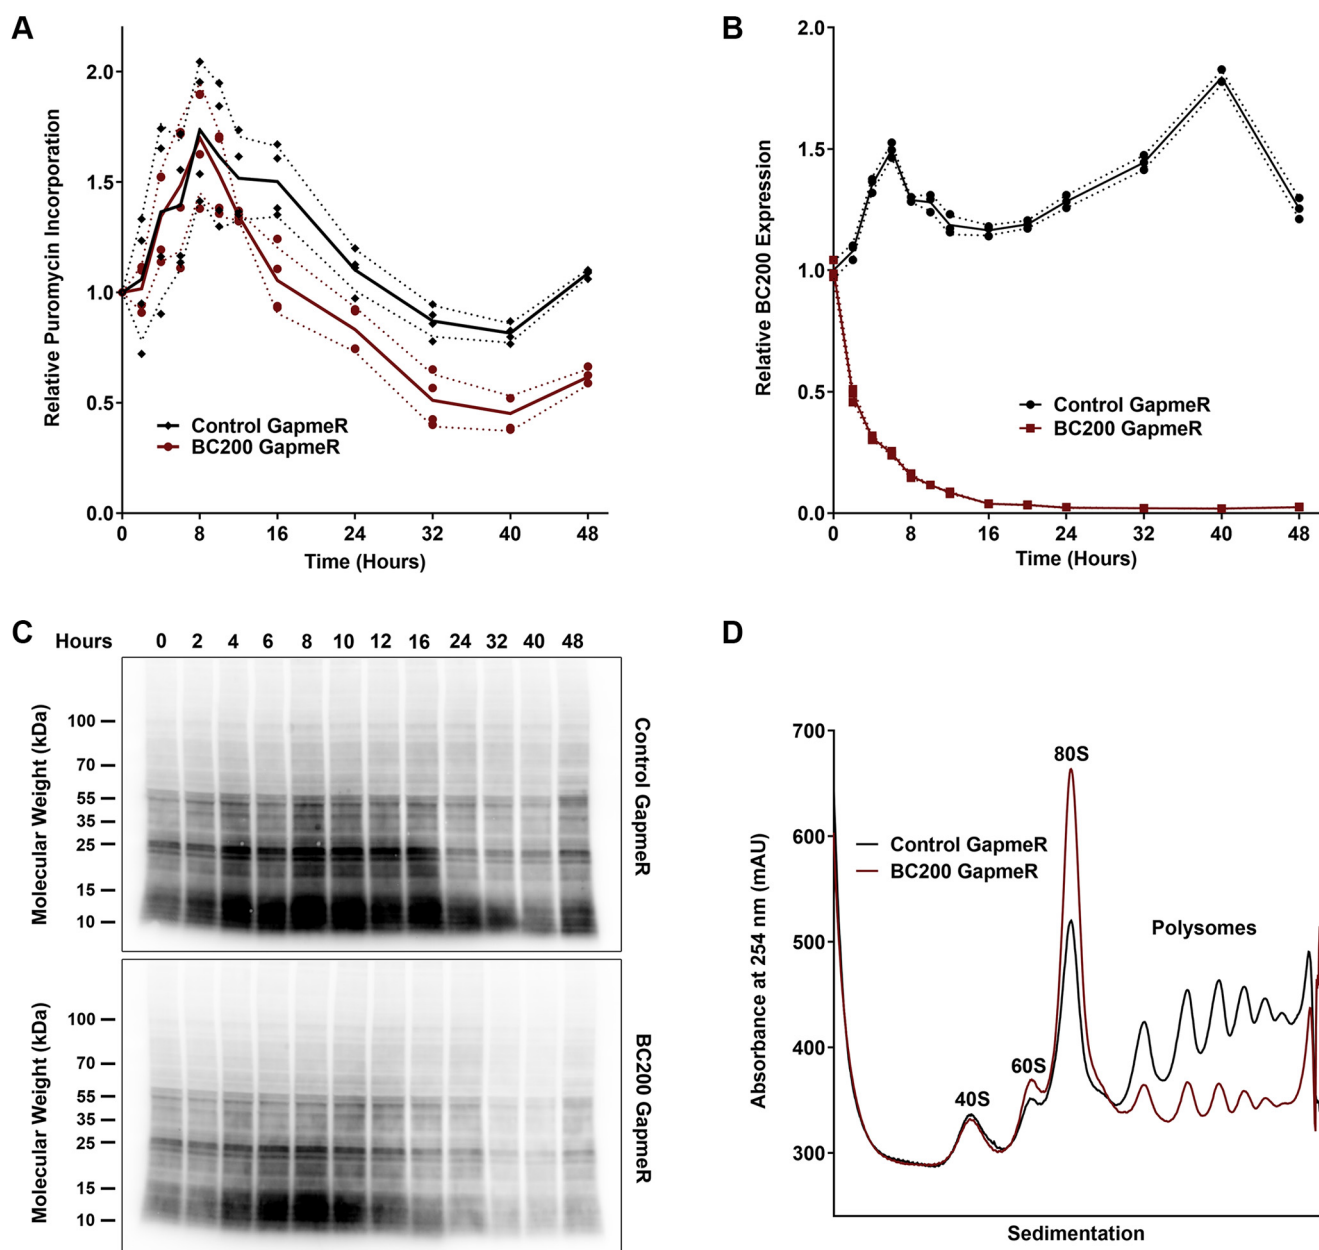 A
Relative Puromycin Incorporation
2.0
1.5
1.0
0.5
0.0
Control GapmeR
BC200 GapmeR
0 8 16 24 32 40 48
Time (Hours)
B
Relative BC200 Expression
2.0
1.5
1.0
0.5
0.0
Control GapmeR
BC200 GapmeR
0 8 16 24 32 40 48
Time (Hours)
C
Hours 0 2 4 6 8 10 12 16 24 32 40 48
Molecular Weight (kDa)
100
70
55
35
25
15
10
Control GapmeR
Molecular Weight (kDa)
100
70
55
35
25
15
10
BC200 GapmeR
D
Absorbance at 254 nm (mAU)
700
600
500
400
300
80S
Control GapmeR
BC200 GapmeR
Polysomes
60S
40S
Sedimentation